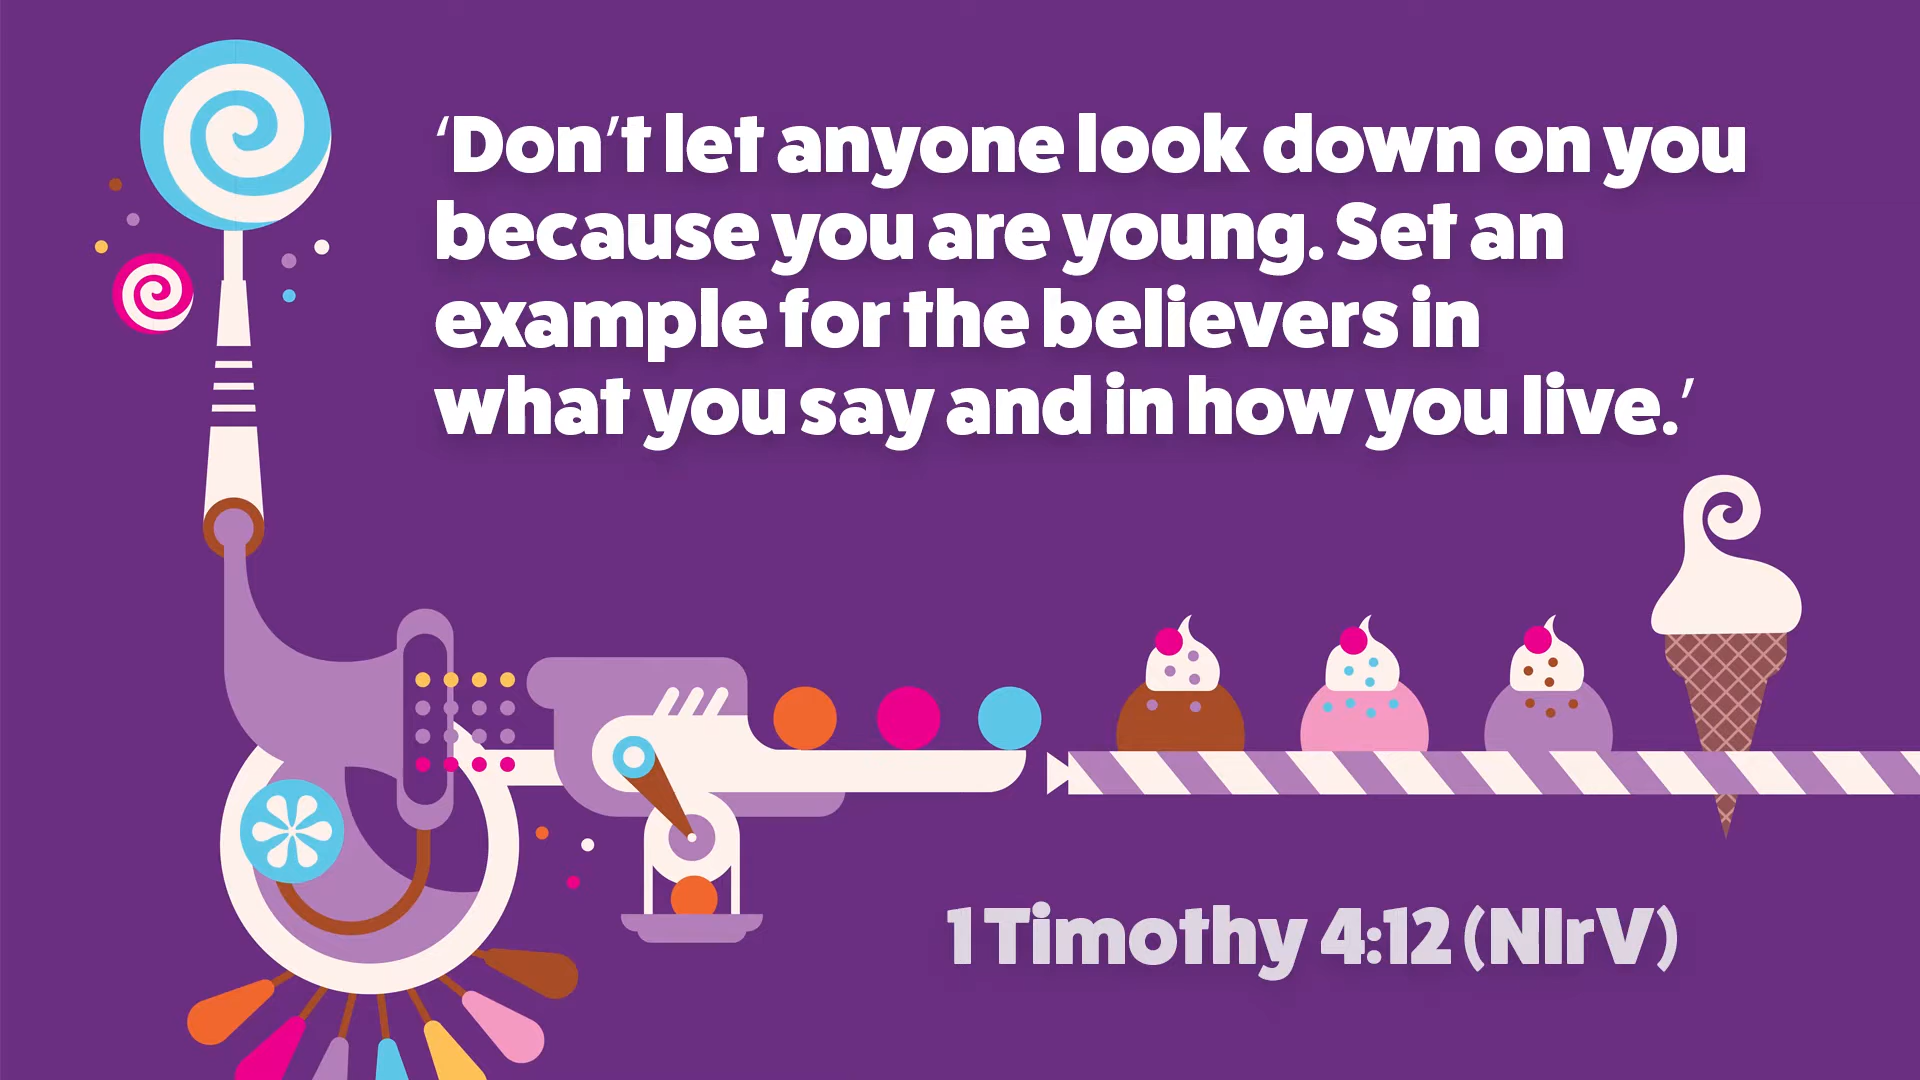 ‘Don’t let anyone look down on you
because you are young. Set an
example for the believers in
what you say and in how you live.’
1 Timothy 4:12 (NIrV)